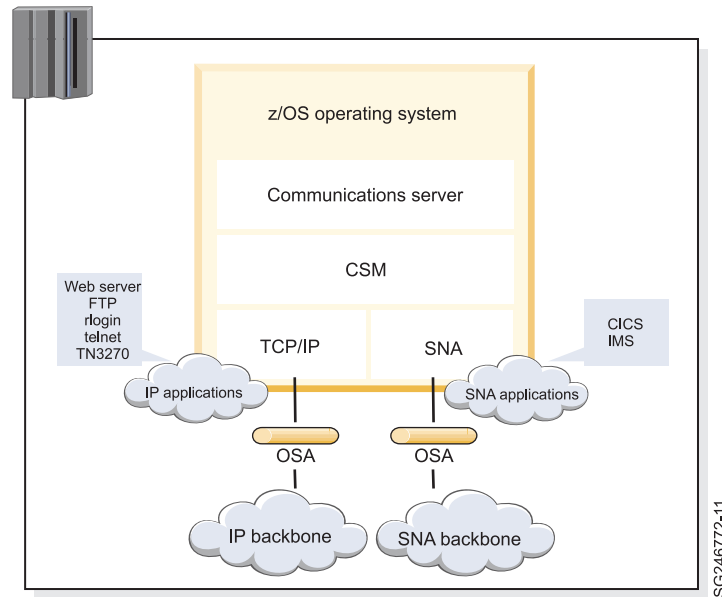 z/OS operating system
Communications server
CSM
Web server
FTP
rlogin
telnet
TN3270
TCP/IP
SNA
CICS
IMS
IP applications
SNA applications
OSA
OSA
IP backbone
SNA backbone
SG246772-11